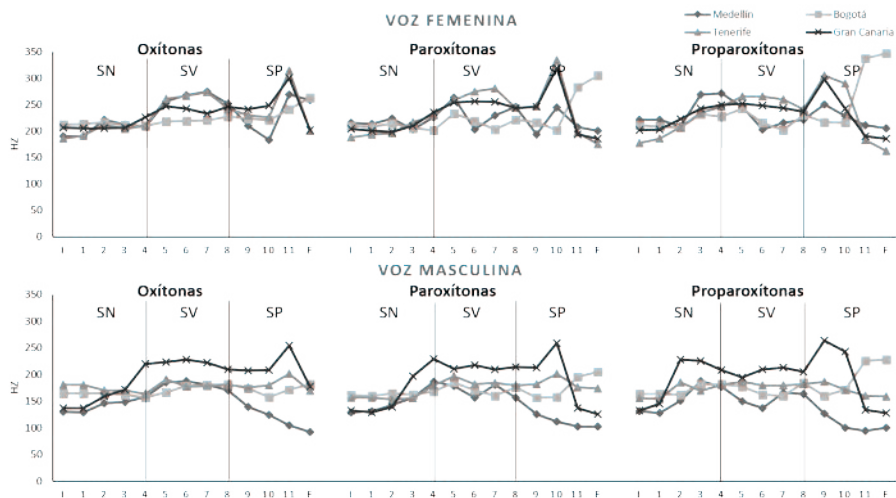 VOZ FEMENINA
Medellín Bogotá
Tenerife Gran Canaria
Oxítonas Paroxítonas Proparoxítonas
SN SV SP SN SV SP SN SV SP
350
300
250
200
150
100
50
0
HZ
I 1 2 3 4 5 6 7 8 9 10 11 F I 1 2 3 4 5 6 7 8 9 10 11 F I 1 2 3 4 5 6 7 8 9 10 11 F
VOZ MASCULINA
Oxítonas Paroxítonas Proparoxítonas
SN SV SP SN SV SP SN SV SP
350
300
250
200
150
100
50
0
HZ
I 1 2 3 4 5 6 7 8 9 10 11 F I 1 2 3 4 5 6 7 8 9 10 11 F I 1 2 3 4 5 6 7 8 9 10 11 F